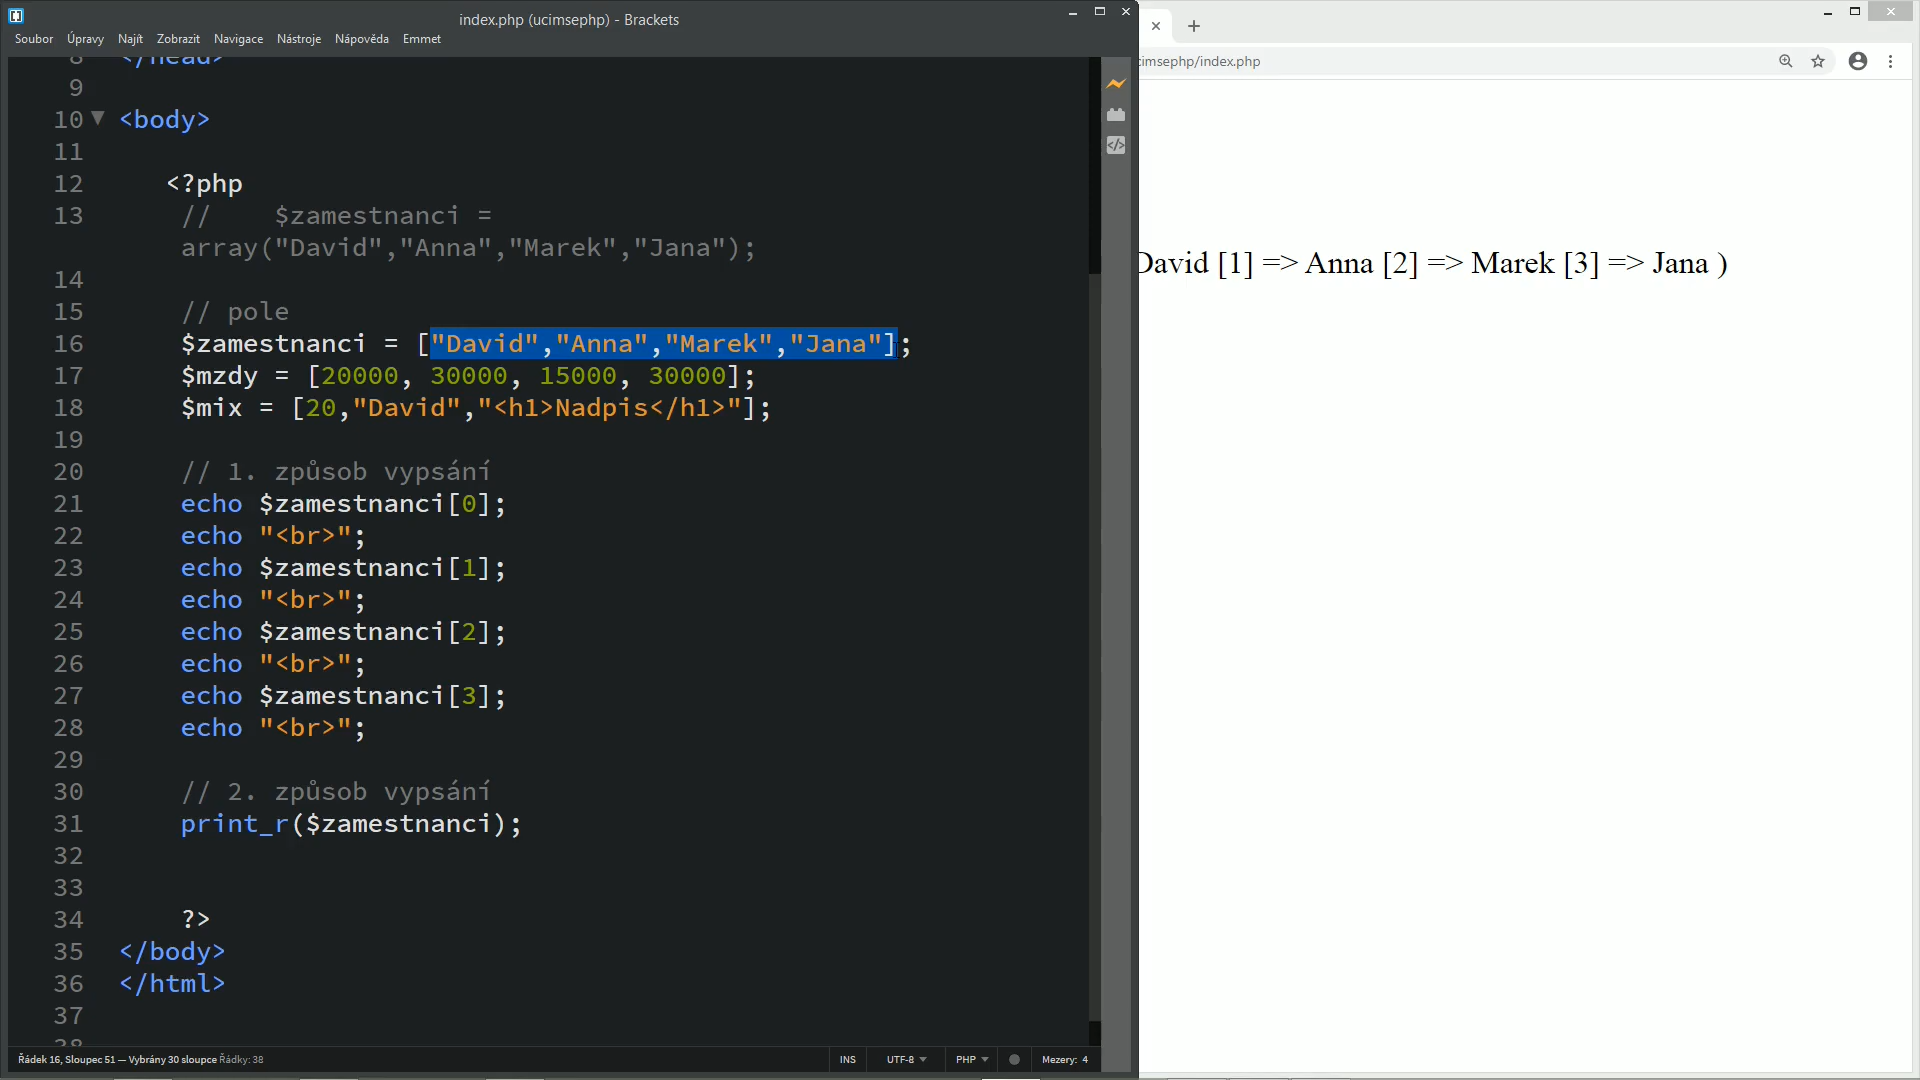 index.php (ucimsephp) - Brackets
Soubor Úpravy Najít Zobrazit Navigace Nástroje Nápověda Emmet
8 </head>
9
10 <body>
11
12 <?php
13 // $zamestnanci =
array("David","Anna","Marek","Jana");
14
15 // pole
16 $zamestnanci = ["David","Anna","Marek","Jana"];
17 $mzdy = [20000, 30000, 15000, 30000];
18 $mix = [20,"David","<h1>Nadpis</h1>"];
19
20 // 1. způsob vypsání
21 echo $zamestnanci[0];
22 echo "<br>";
23 echo $zamestnanci[1];
24 echo "<br>";
25 echo $zamestnanci[2];
26 echo "<br>";
27 echo $zamestnanci[3];
28 echo "<br>";
29
30 // 2. způsob vypsání
31 print_r($zamestnanci);
32
33
34 ?>
35 </body>
36 </html>
37
38
Řádek 16, Sloupec 51 — Vybrány 30 sloupce Řádky: 38
INS UTF-8 PHP Mezery: 4
cimsephp/index.php
David [1] => Anna [2] => Marek [3] => Jana )